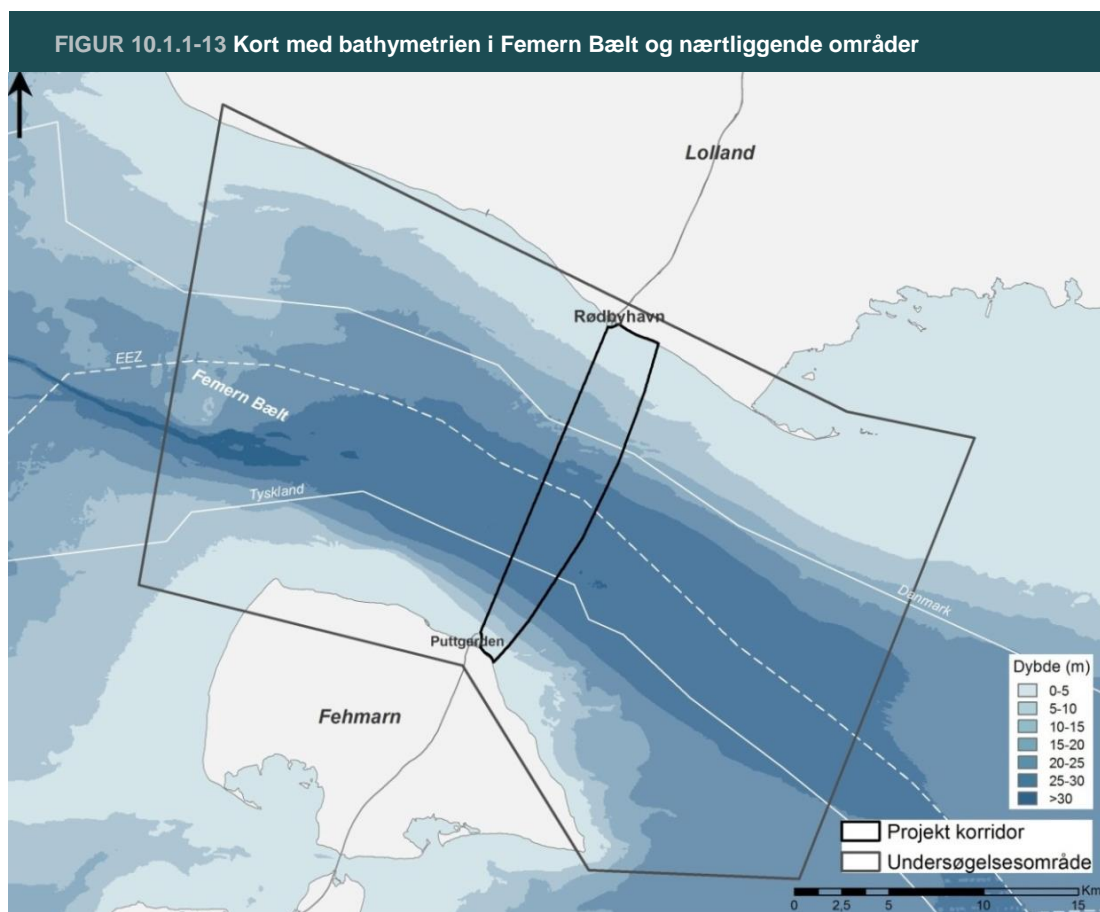 FIGUR 10.1.1-13 Kort med bathymetrien i Femern Bælt og nærtliggende områder
Lolland
Rødbyhavn
EEZ
Femern Bælt
Tyskland
Danmark
Puttgarden
Fehmarn
Dybde (m)
0-5
5-10
10-15
15-20
20-25
25-30
>30
Projekt korridor
Undersøgelsesområde
Km
0 2,5 5 10 15